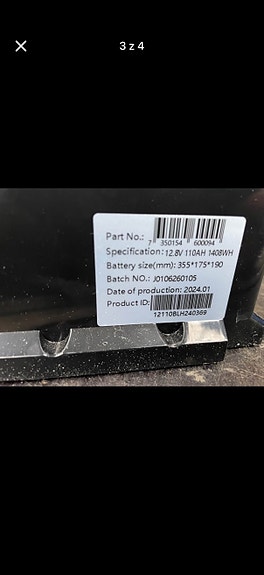 3 z 4
Part No.: 7 350154 600094
Specification: 12.8V 110AH 1408WH
Battery size(mm): 355*175*190
Batch NO.: J0106260105
Date of production: 2024.01
Product ID:
12110BLH240369